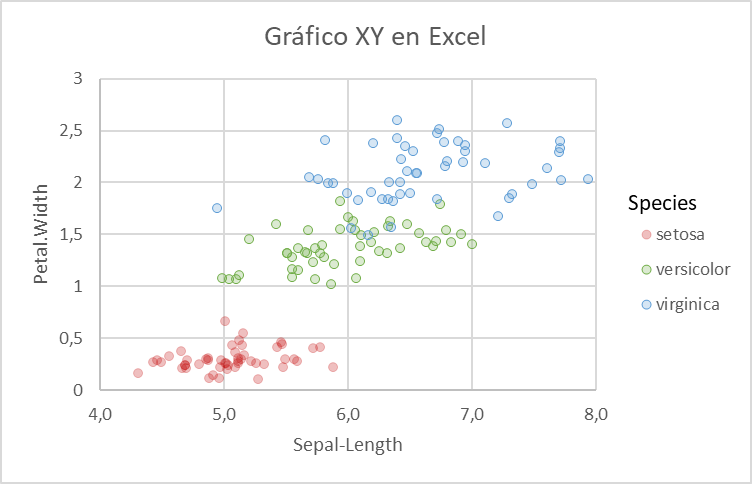 Gráfico XY en Excel
3
2,5
2
1,5
1
0,5
0
Petal.Width
4,0 5,0 6,0 7,0 8,0
Sepal-Length
Species
setosa
versicolor
virginica